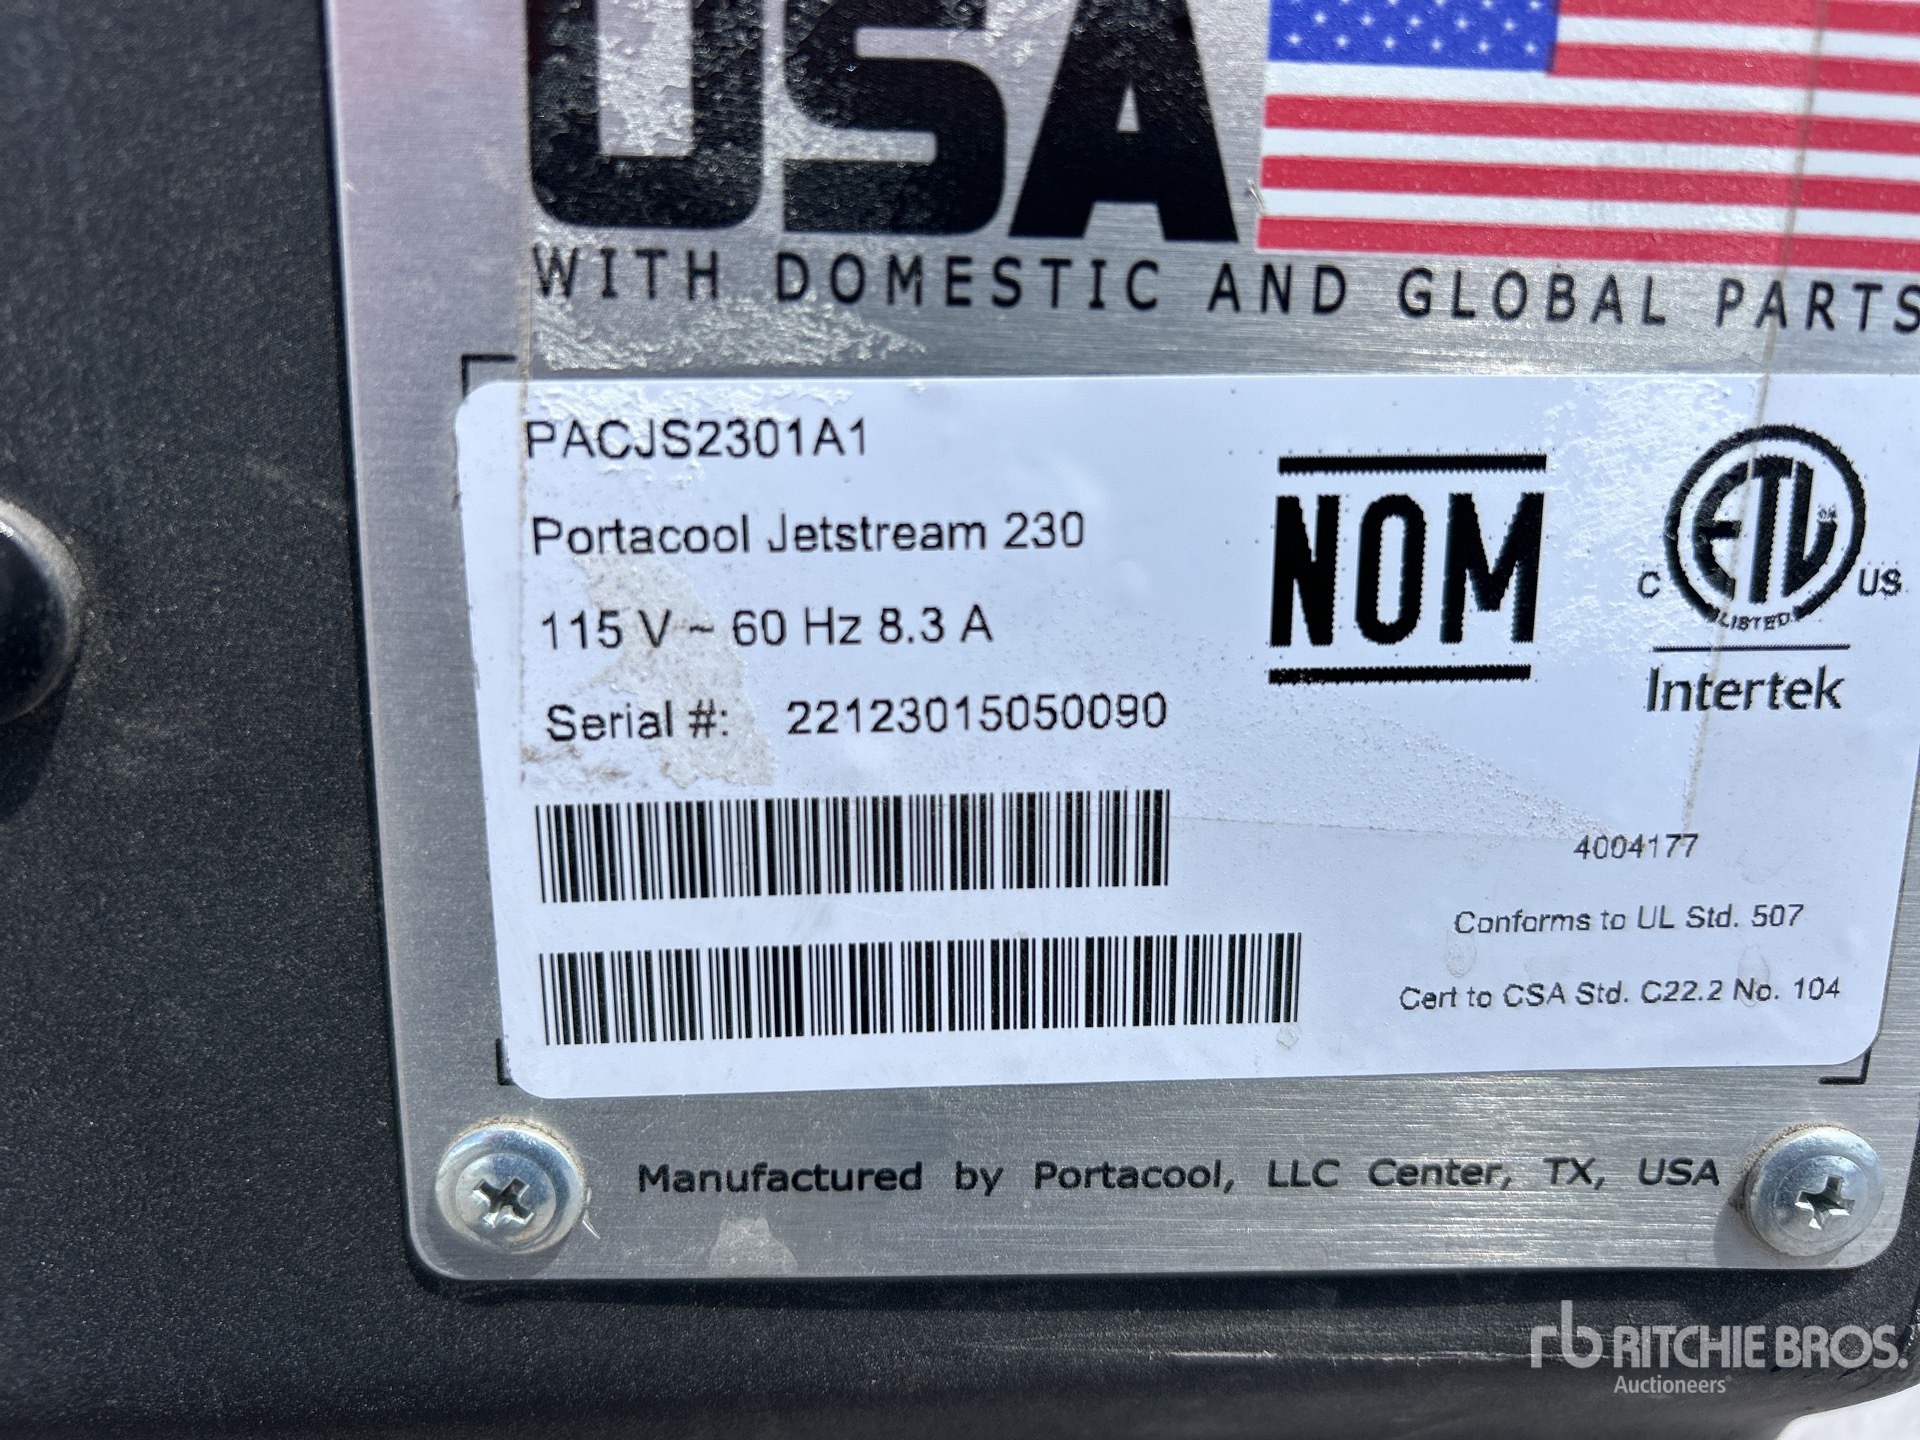 USA
WITH DOMESTIC AND GLOBAL PARTS
PACJS2301A1
Portacool Jetstream 230
115 V ~ 60 Hz 8.3 A
Serial #: 22123015050090
NOM
C ETL US
LISTED
Intertek
4004177
Conforms to UL Std. 507
Cert to CSA Std. C22.2 No. 104
Manufactured by Portacool, LLC Center, TX, USA
rb RITCHIE BROS.
Auctioneers